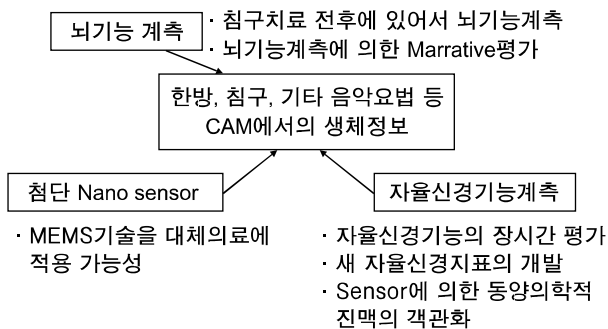 뇌기능 계측
· 침구치료 전후에 있어서 뇌기능계측
· 뇌기능계측에 의한 Marrative평가
한방, 침구, 기타 음악요법 등
CAM에서의 생체정보
첨단 Nano sensor
· MEMS기술을 대체의료에
적용 가능성
자율신경기능계측
· 자율신경기능의 장시간 평가
· 새 자율신경지표의 개발
· Sensor에 의한 동양의학적
진맥의 객관화